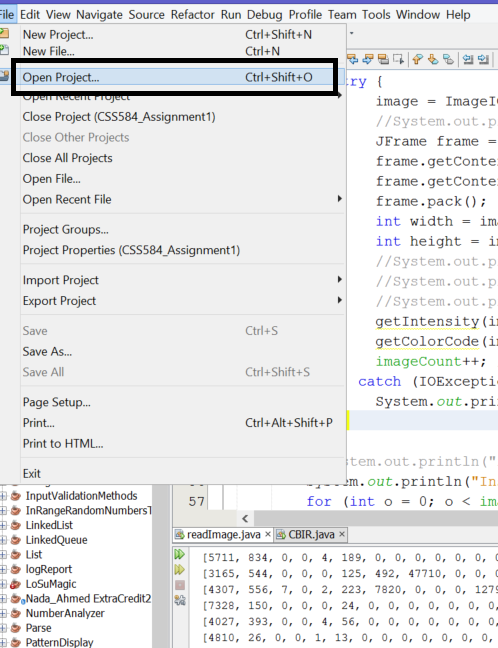 File Edit View Navigate Source Refactor Run Debug Profile Team Tools Window Help
New Project... Ctrl+Shift+N
New File... Ctrl+N
Open Project... Ctrl+Shift+O
Open Recent Project
Close Project (CSS584_Assignment1)
Close Other Projects
Close All Projects
Open File...
Open Recent File
Project Groups...
Project Properties (CSS584_Assignment1)
Import Project
Export Project
Save Ctrl+S
Save As...
Save All Ctrl+Shift+S
Page Setup...
Print... Ctrl+Alt+Shift+P
Print to HTML...
Exit
ry {
image = ImageI
//System.out.p
JFrame frame =
frame.getConte
frame.getConte
frame.pack();
int width = im
int height = i
//System.out.p
//System.out.p
//System.out.p
getIntensity(i
getColorCode(i
imageCount++;
catch (IOExcepti
System.out.pri
stem.out.println("
System.out.println("In
57 for (int o = 0; o < im
InputValidationMethods
InRangeRandomNumbers
LinkedList
LinkedQueue
List
logReport
LoSuMagic
Nada_Ahmed ExtraCredit2
NumberAnalyzer
Parse
PatternDisplay
readImage.java × CBIR.java ×
[5711, 834, 0, 0, 4, 189, 0, 0, 0, 0, 0, 0,
[3165, 544, 0, 0, 0, 125, 492, 47710, 0, 0, 0
[4307, 556, 7, 0, 2, 223, 7820, 0, 0, 0, 1279
[7328, 150, 0, 0, 0, 24, 0, 0, 0, 0, 0, 0,
[4027, 393, 0, 0, 4, 56, 0, 0, 0, 0, 0, 0,
[4810, 26, 0, 0, 1, 13, 0, 0, 0, 0, 0, 0,